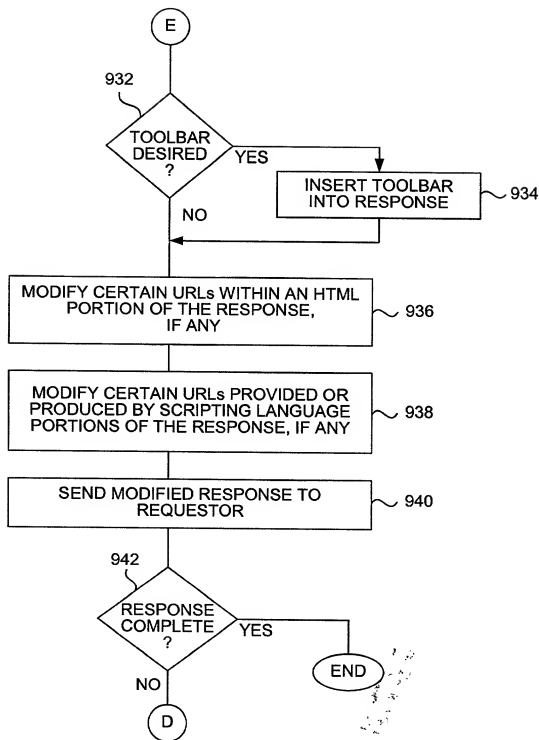 E
932
TOOLBAR
DESIRED
?
YES
INSERT TOOLBAR
INTO RESPONSE
934
NO
MODIFY CERTAIN URLs WITHIN AN HTML
PORTION OF THE RESPONSE,
IF ANY
936
MODIFY CERTAIN URLs PROVIDED OR
PRODUCED BY SCRIPTING LANGUAGE
PORTIONS OF THE RESPONSE, IF ANY
938
SEND MODIFIED RESPONSE TO
REQUESTOR
940
942
RESPONSE
COMPLETE
?
YES
END
NO
D